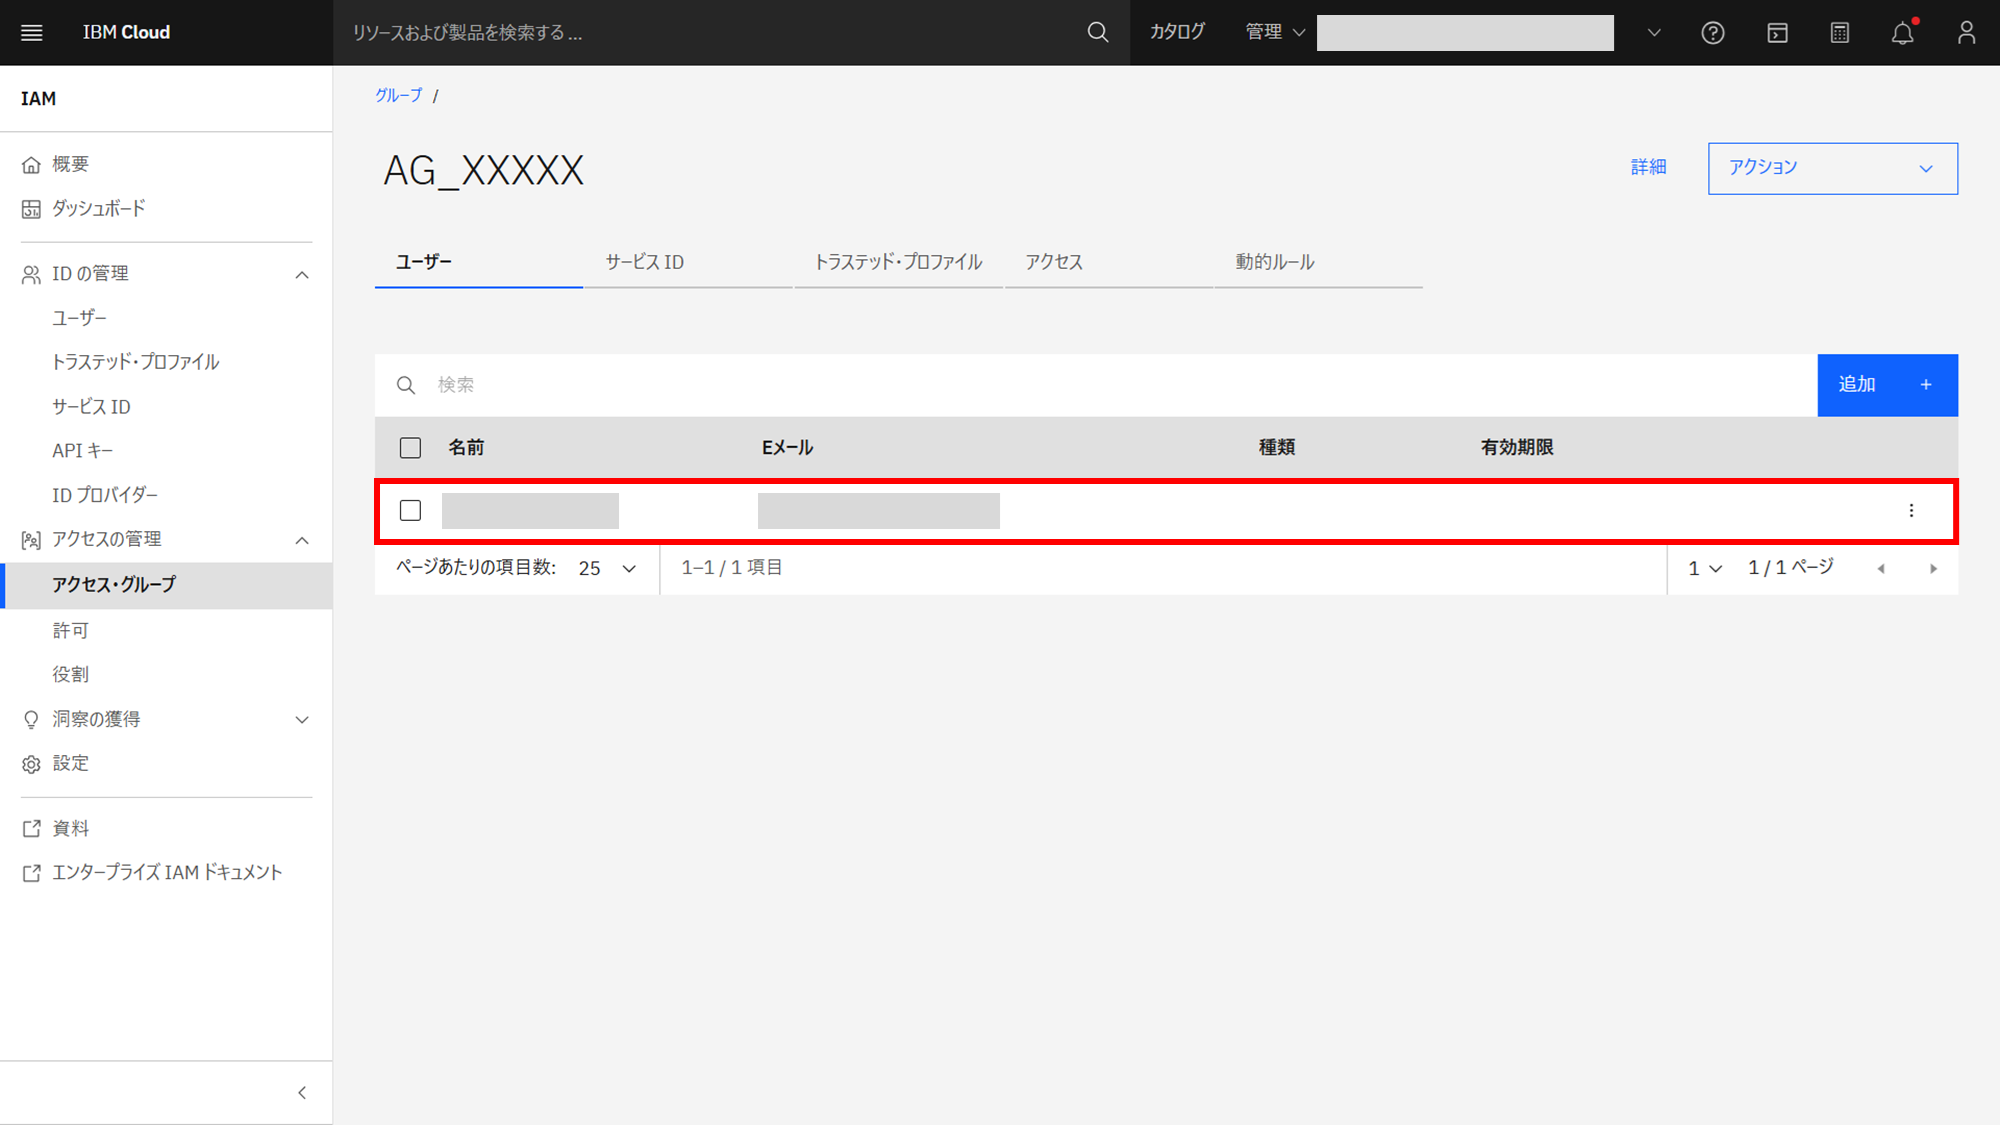 IBM Cloud
リソースおよび製品を検索する ...
カタログ
管理
IAM
概要
ダッシュボード
ID の管理
ユーザー
トラステッド・プロファイル
サービス ID
API キー
ID プロバイダー
アクセスの管理
アクセス・グループ
許可
役割
洞察の獲得
設定
資料
エンタープライズ IAM ドキュメント
グループ /
AG_XXXXX
詳細
アクション
ユーザー
サービス ID
トラステッド・プロファイル
アクセス
動的ルール
検索
追加 +
名前
Eメール
種類
有効期限
ページあたりの項目数: 25
1–1 / 1 項目
1
1 / 1 ページ